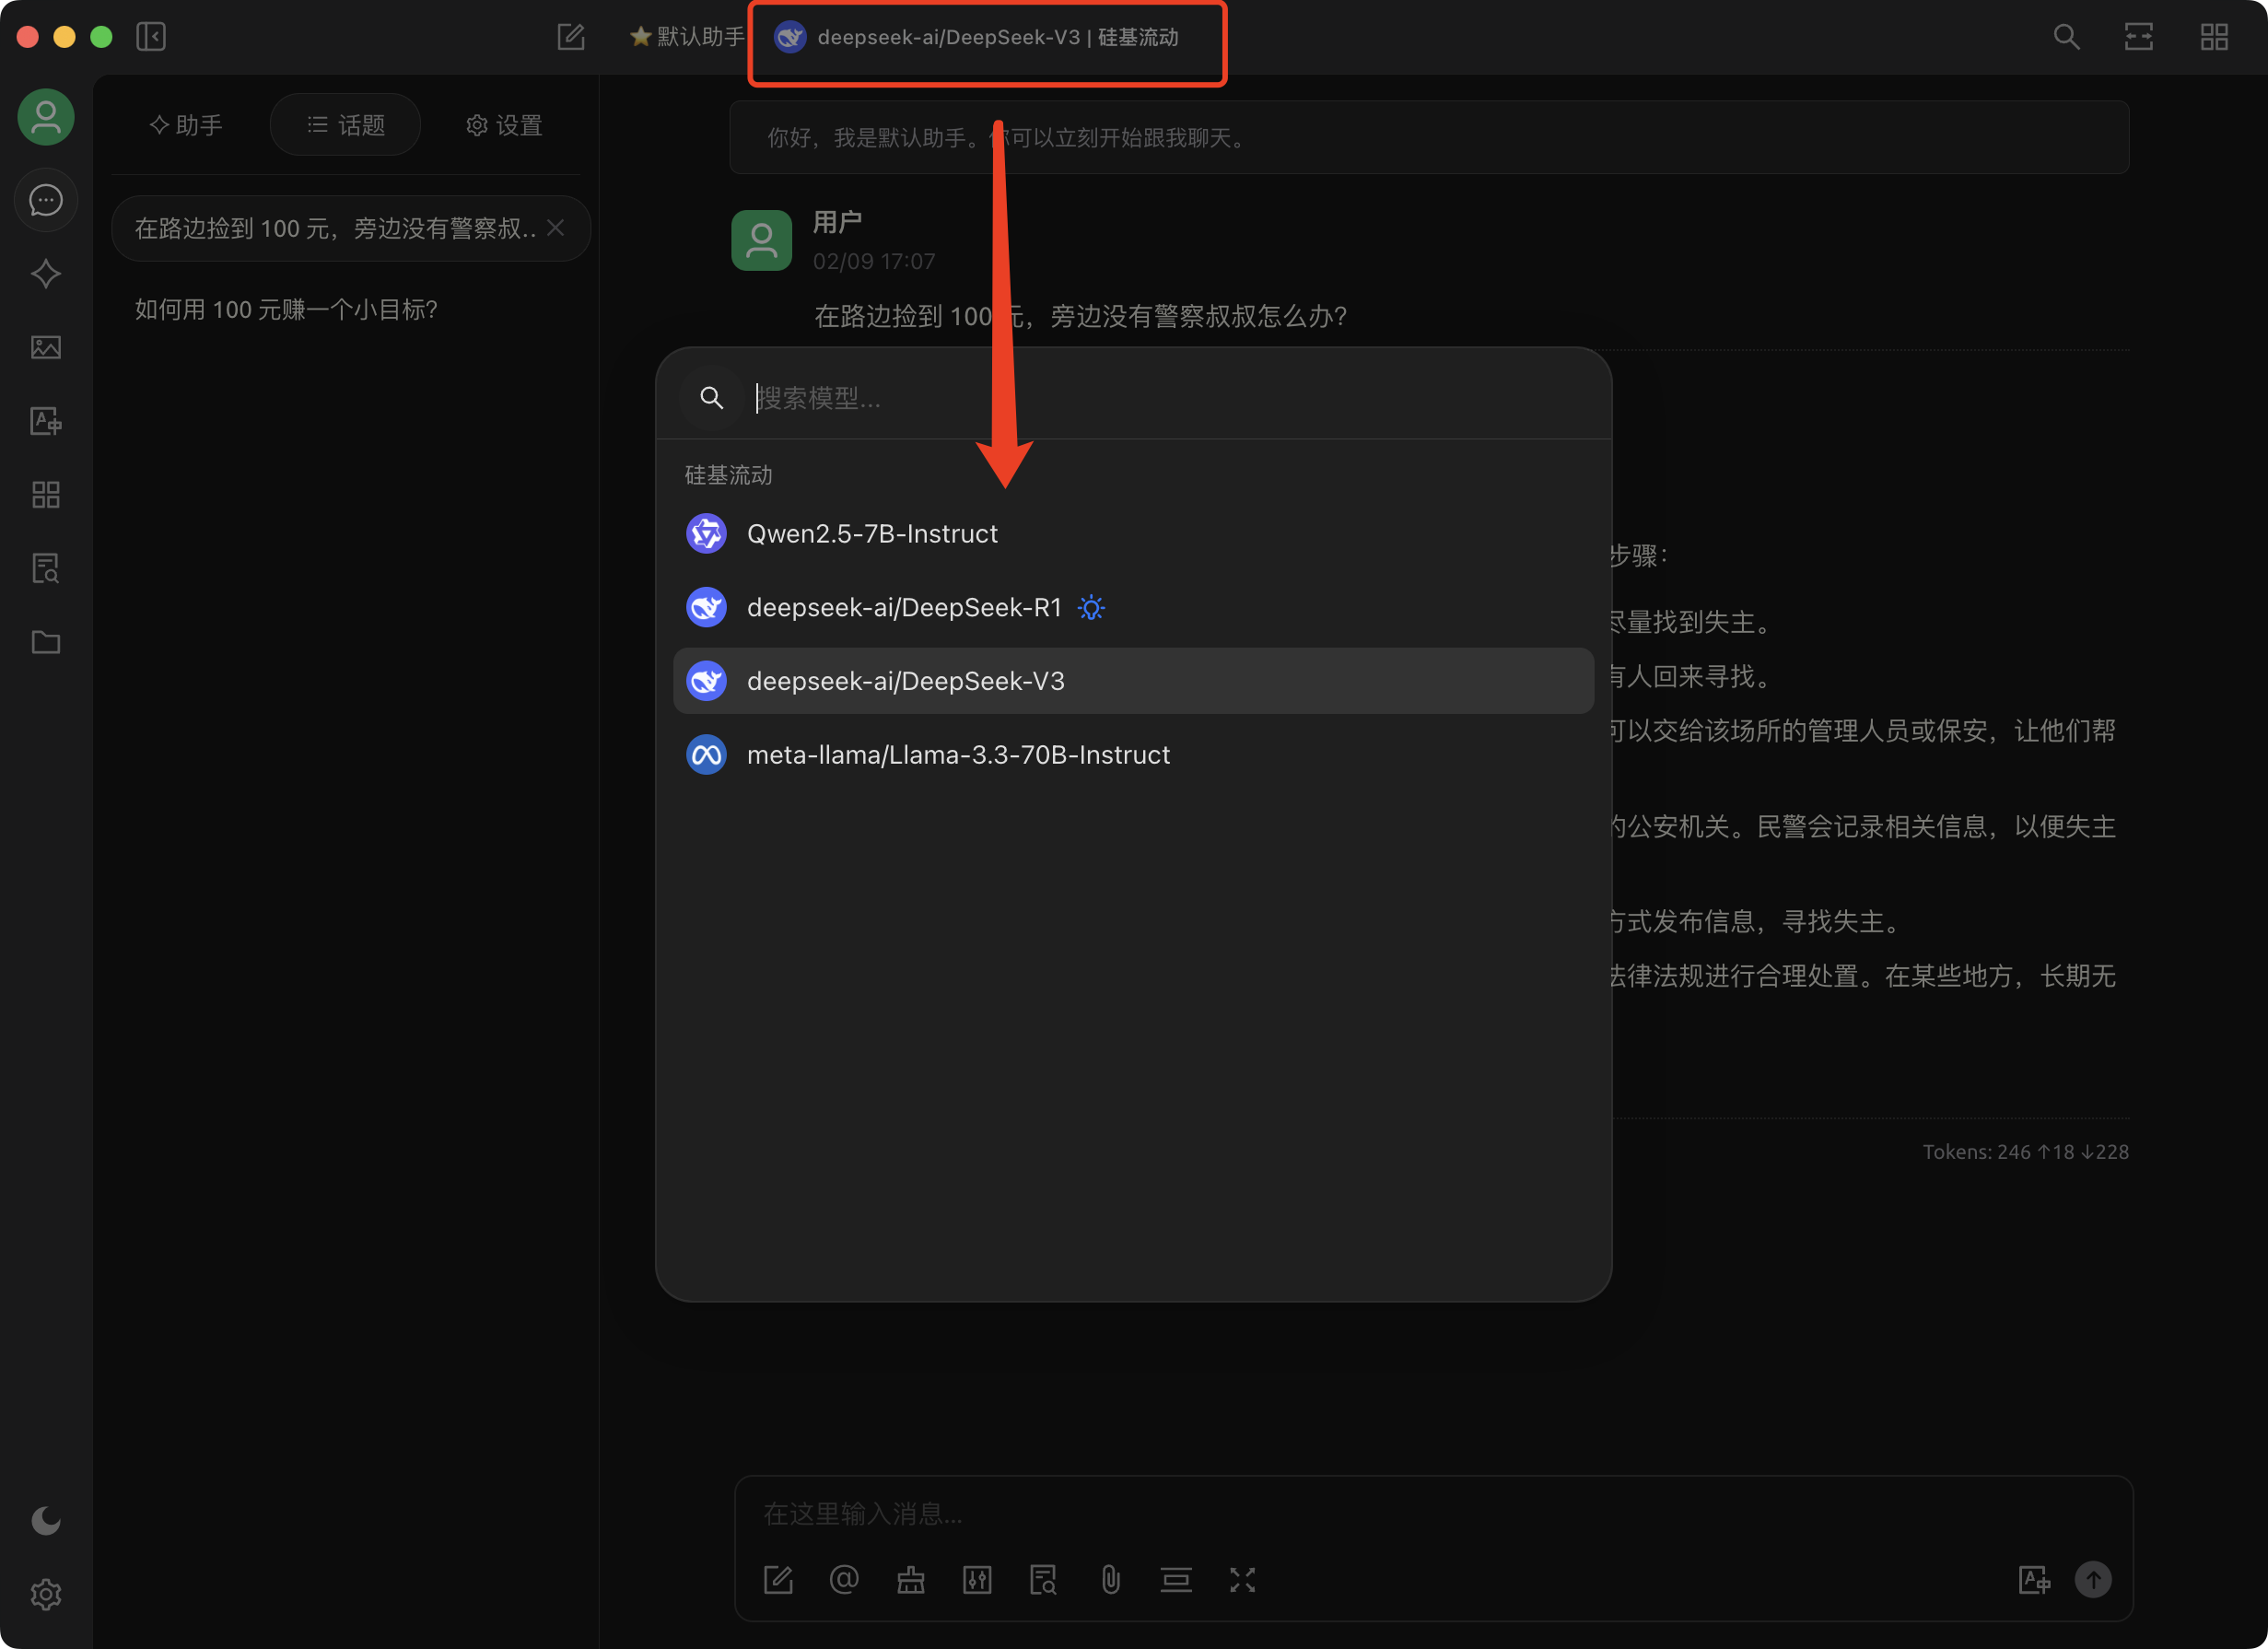 ⭐ 默认助手
deepseek-ai/DeepSeek-V3 | 硅基流动
助手
话题
设置
在路边捡到 100 元，旁边没有警察叔..
如何用 100 元赚一个小目标?
你好，我是默认助手。你可以立刻开始跟我聊天。
用户
02/09 17:07
在路边捡到 100 元，旁边没有警察叔叔怎么办?
搜索模型...
硅基流动
Qwen2.5-7B-Instruct
deepseek-ai/DeepSeek-R1
deepseek-ai/DeepSeek-V3
meta-llama/Llama-3.3-70B-Instruct
步骤：
尽量找到失主。
有人回来寻找。
可以交给该场所的管理人员或保安，让他们帮
的公安机关。民警会记录相关信息，以便失主
方式发布信息，寻找失主。
法律法规进行合理处置。在某些地方，长期无
Tokens: 246 ↑18 ↓228
在这里输入消息...